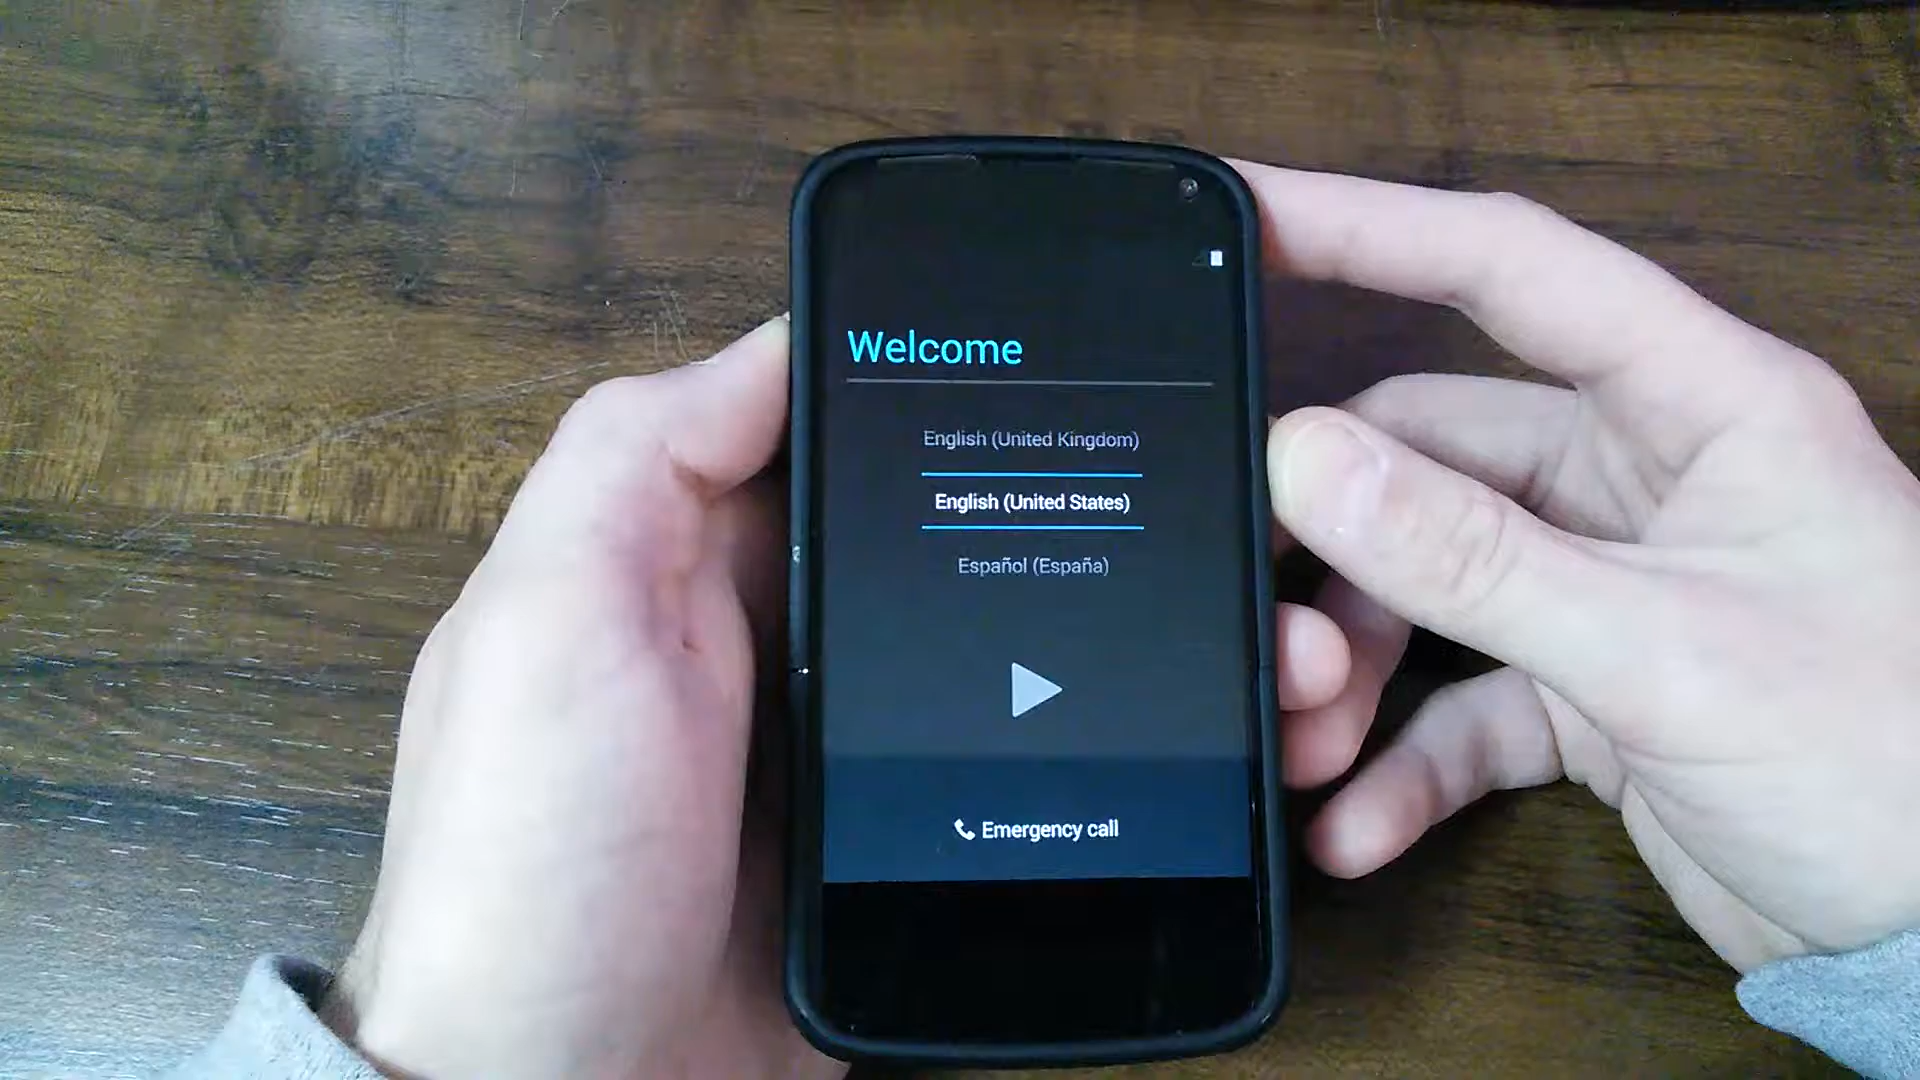 Welcome
English (United Kingdom)
English (United States)
Español (España)
Emergency call